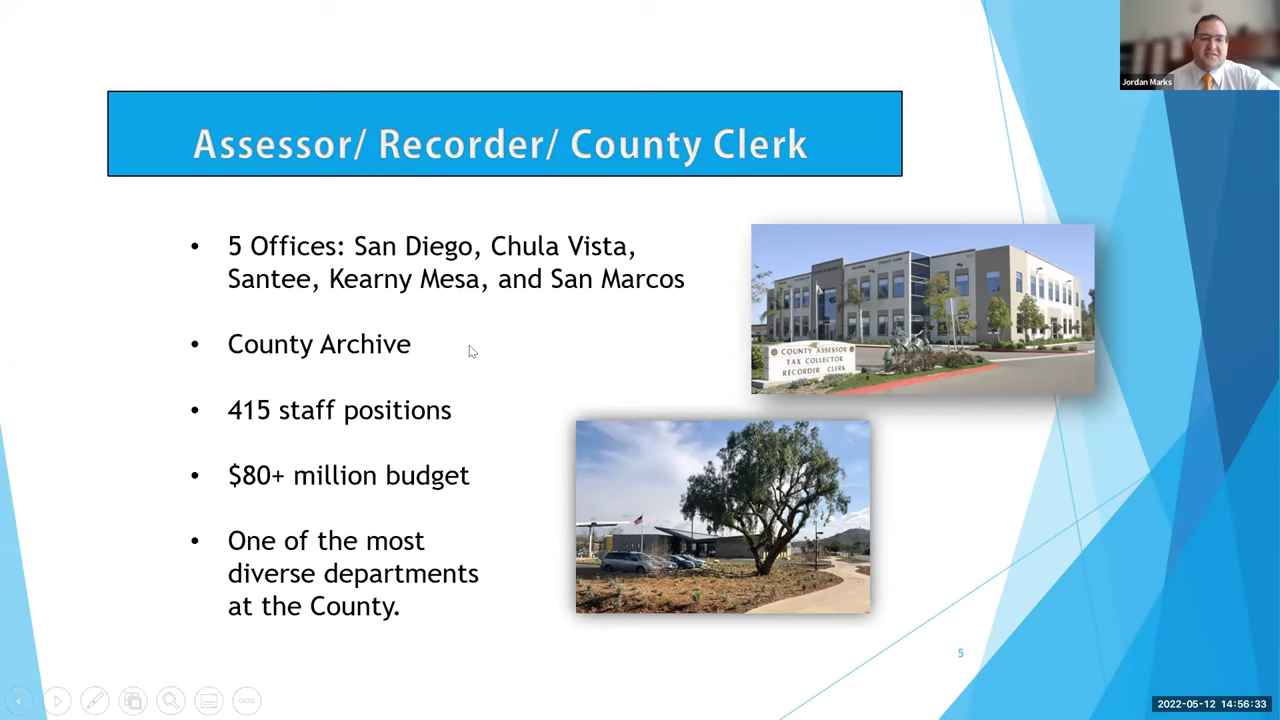 Jordan Marks
Assessor/ Recorder/ County Clerk
• 5 Offices: San Diego, Chula Vista,
Santee, Kearny Mesa, and San Marcos
• County Archive
• 415 staff positions
• $80+ million budget
• One of the most
diverse departments
at the County.
COUNTY ASSESSOR
TAX COLLECTOR
RECORDER CLERK
5
2022-05-12 14:56:33